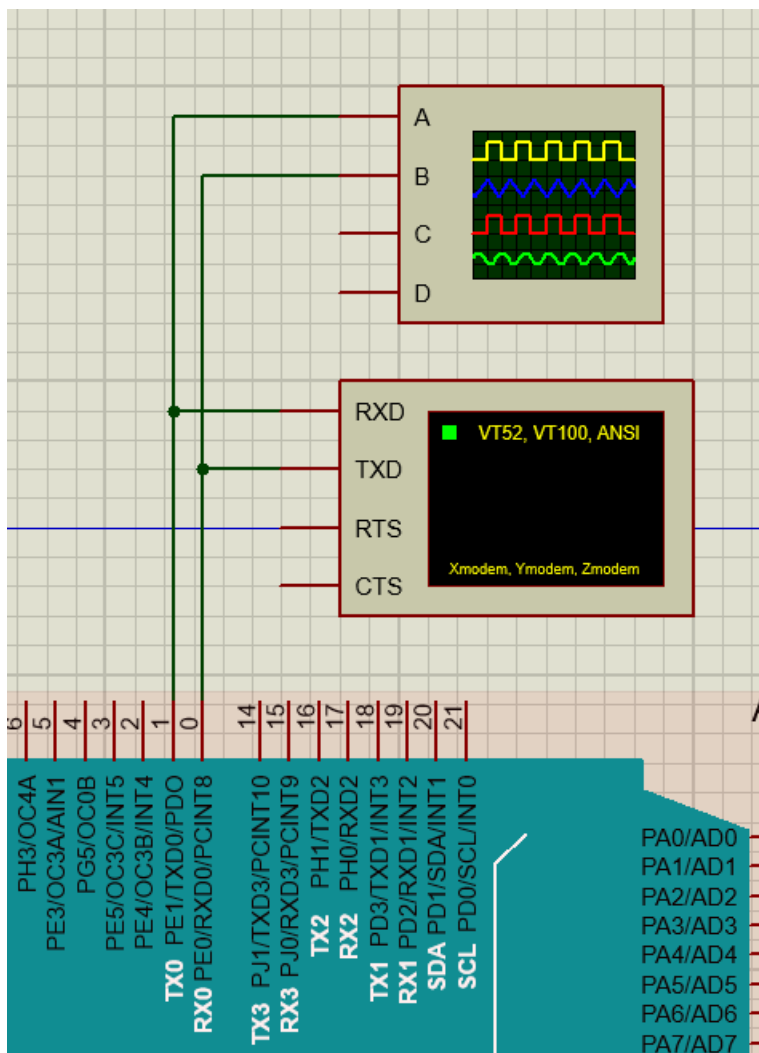 A
B
C
D
RXD
TXD
RTS
CTS
VT52, VT100, ANSI
Xmodem, Ymodem, Zmodem
6
5
4
3
2
1
0
14
15
16
17
18
19
20
21
PH3/OC4A
PE3/OC3A/AIN1
PG5/OC0B
PE5/OC3C/INT5
PE4/OC3B/INT4
TX0 PE1/TXD0/PDO
RX0 PE0/RXD0/PCINT8
TX3 PJ1/TXD3/PCINT10
RX3 PJ0/RXD3/PCINT9
TX2 PH1/TXD2
RX2 PH0/RXD2
TX1 PD3/TXD1/INT3
RX1 PD2/RXD1/INT2
SDA PD1/SDA/INT1
SCL PD0/SCL/INT0
PA0/AD0
PA1/AD1
PA2/AD2
PA3/AD3
PA4/AD4
PA5/AD5
PA6/AD6
PA7/AD7